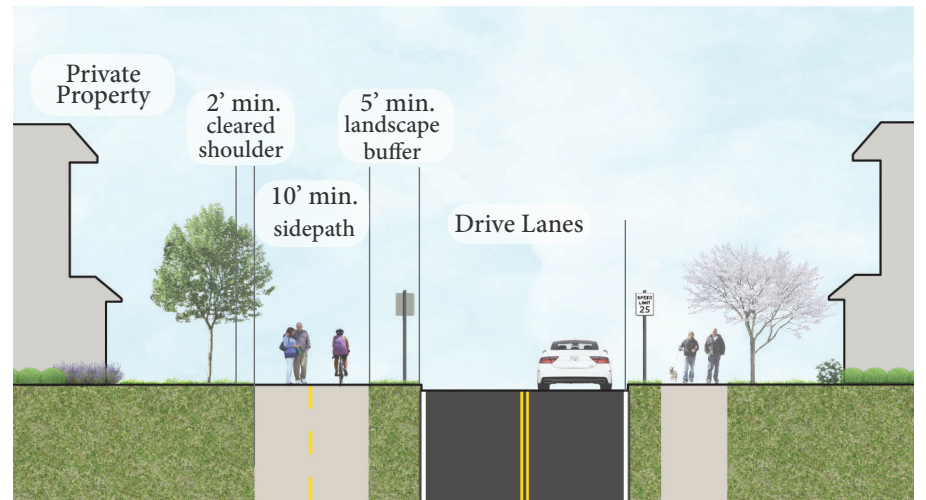 Private
Property
2’ min.
cleared
shoulder
5’ min.
landscape
buffer
10’ min.
sidepath
Drive Lanes
SPEED
LIMIT
25